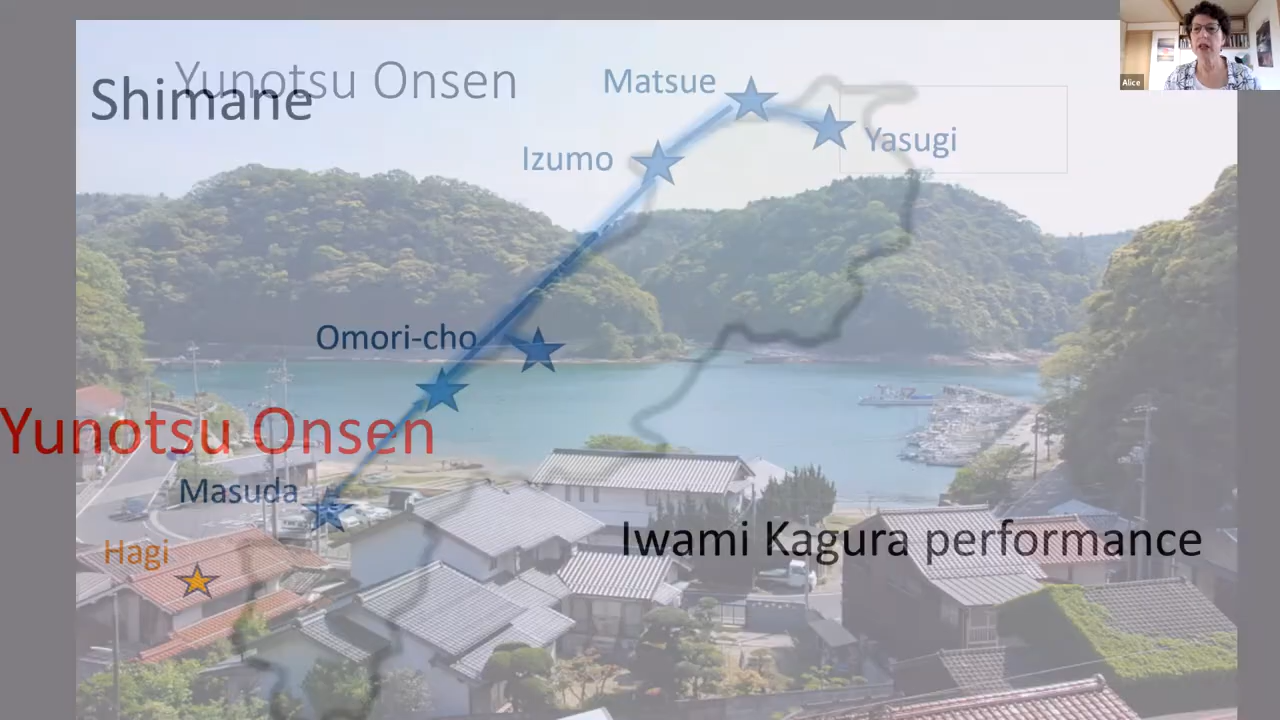 Alice
Yunotsu Onsen
Shimane
Matsue
Yasugi
Izumo
Omori-cho
Yunotsu Onsen
Masuda
Iwami Kagura performance
Hagi